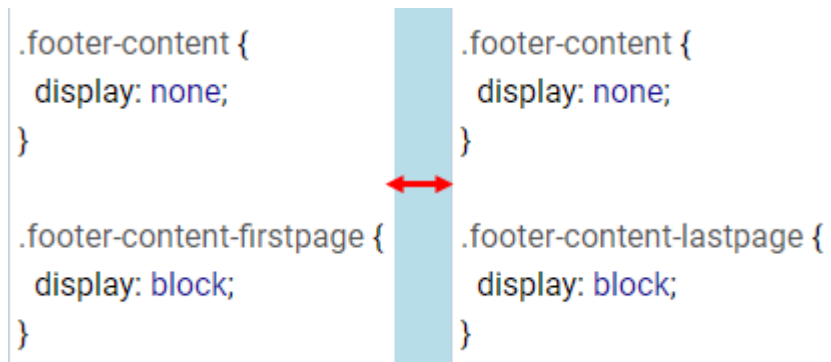 .footer-content {
  display: none;
}
.footer-content-firstpage {
  display: block;
}
.footer-content {
  display: none;
}
.footer-content-lastpage {
  display: block;
}